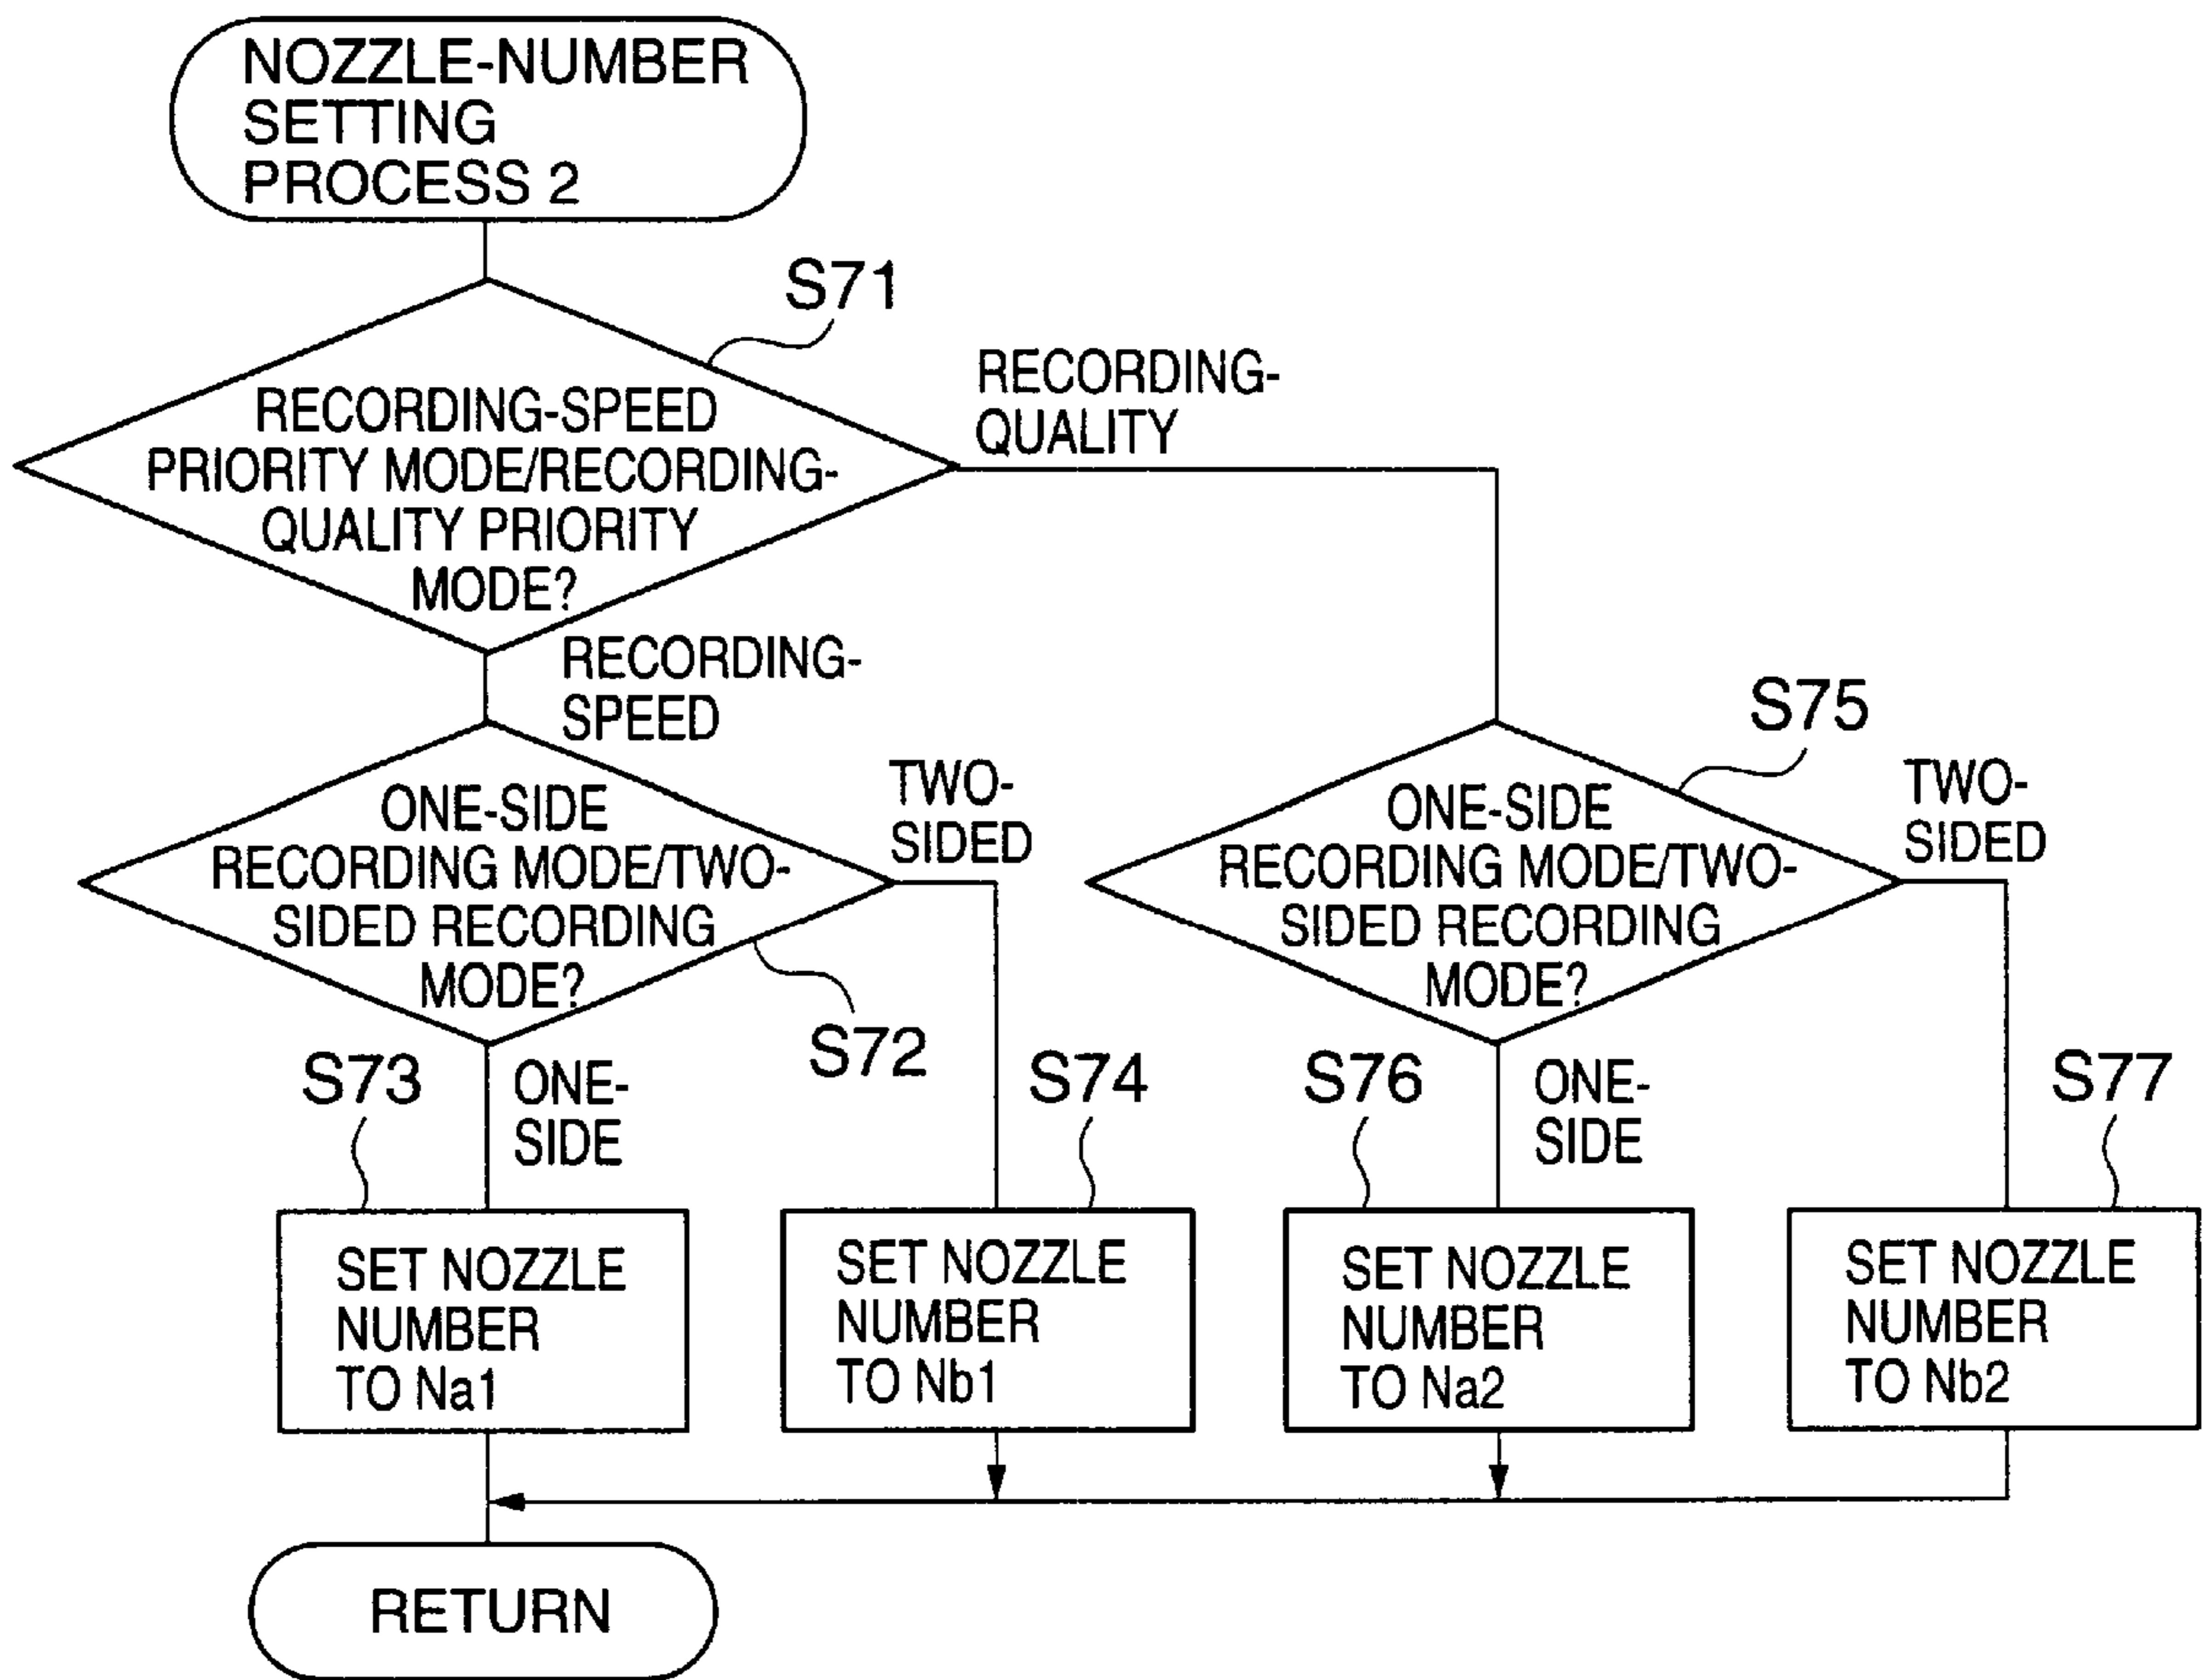 NOZZLE-NUMBER
SETTING
PROCESS 2
S71
RECORDING-SPEED
PRIORITY MODE/RECORDING-
QUALITY PRIORITY
MODE?
RECORDING-
QUALITY
RECORDING-
SPEED
ONE-SIDE
RECORDING MODE/TWO-
SIDED RECORDING
MODE?
TWO-
SIDED
S72
S75
ONE-SIDE
RECORDING MODE/TWO-
SIDED RECORDING
MODE?
TWO-
SIDED
S73
ONE-
SIDE
S74
S76
ONE-
SIDE
S77
SET NOZZLE
NUMBER
TO Na1
SET NOZZLE
NUMBER
TO Nb1
SET NOZZLE
NUMBER
TO Na2
SET NOZZLE
NUMBER
TO Nb2
RETURN